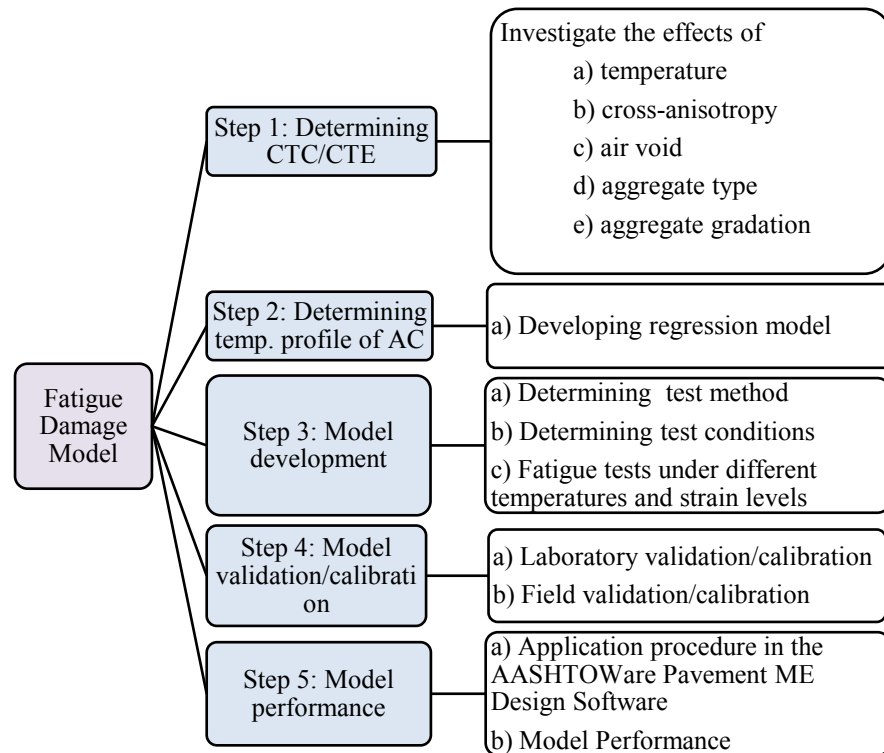 Fatigue
Damage
Model
Step 1: Determining
CTC/CTE
Investigate the effects of
a) temperature
b) cross-anisotropy
c) air void
d) aggregate type
e) aggregate gradation
Step 2: Determining
temp. profile of AC
a) Developing regression model
Step 3: Model
development
a) Determining test method
b) Determining test conditions
c) Fatigue tests under different
temperatures and strain levels
Step 4: Model
validation/calibrati
on
a) Laboratory validation/calibration
b) Field validation/calibration
Step 5: Model
performance
a) Application procedure in the
AASHTOWare Pavement ME
Design Software
b) Model Performance